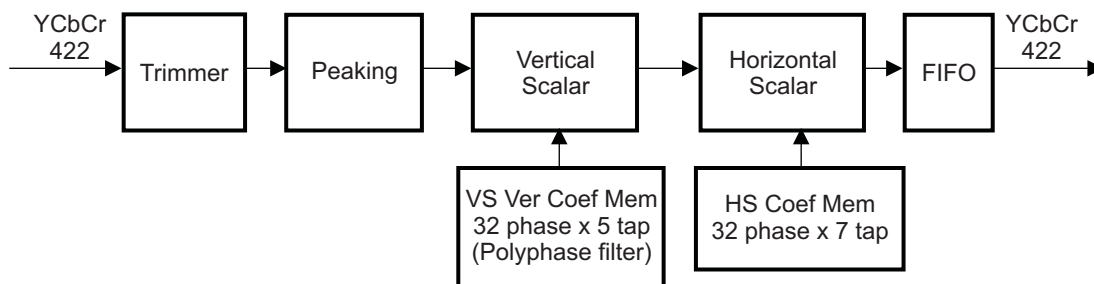 YCbCr
422
Trimmer
Peaking
Vertical
Scalar
Horizontal
Scalar
FIFO
YCbCr
422
VS Ver Coef Mem
32 phase x 5 tap
(Polyphase filter)
HS Coef Mem
32 phase x 7 tap